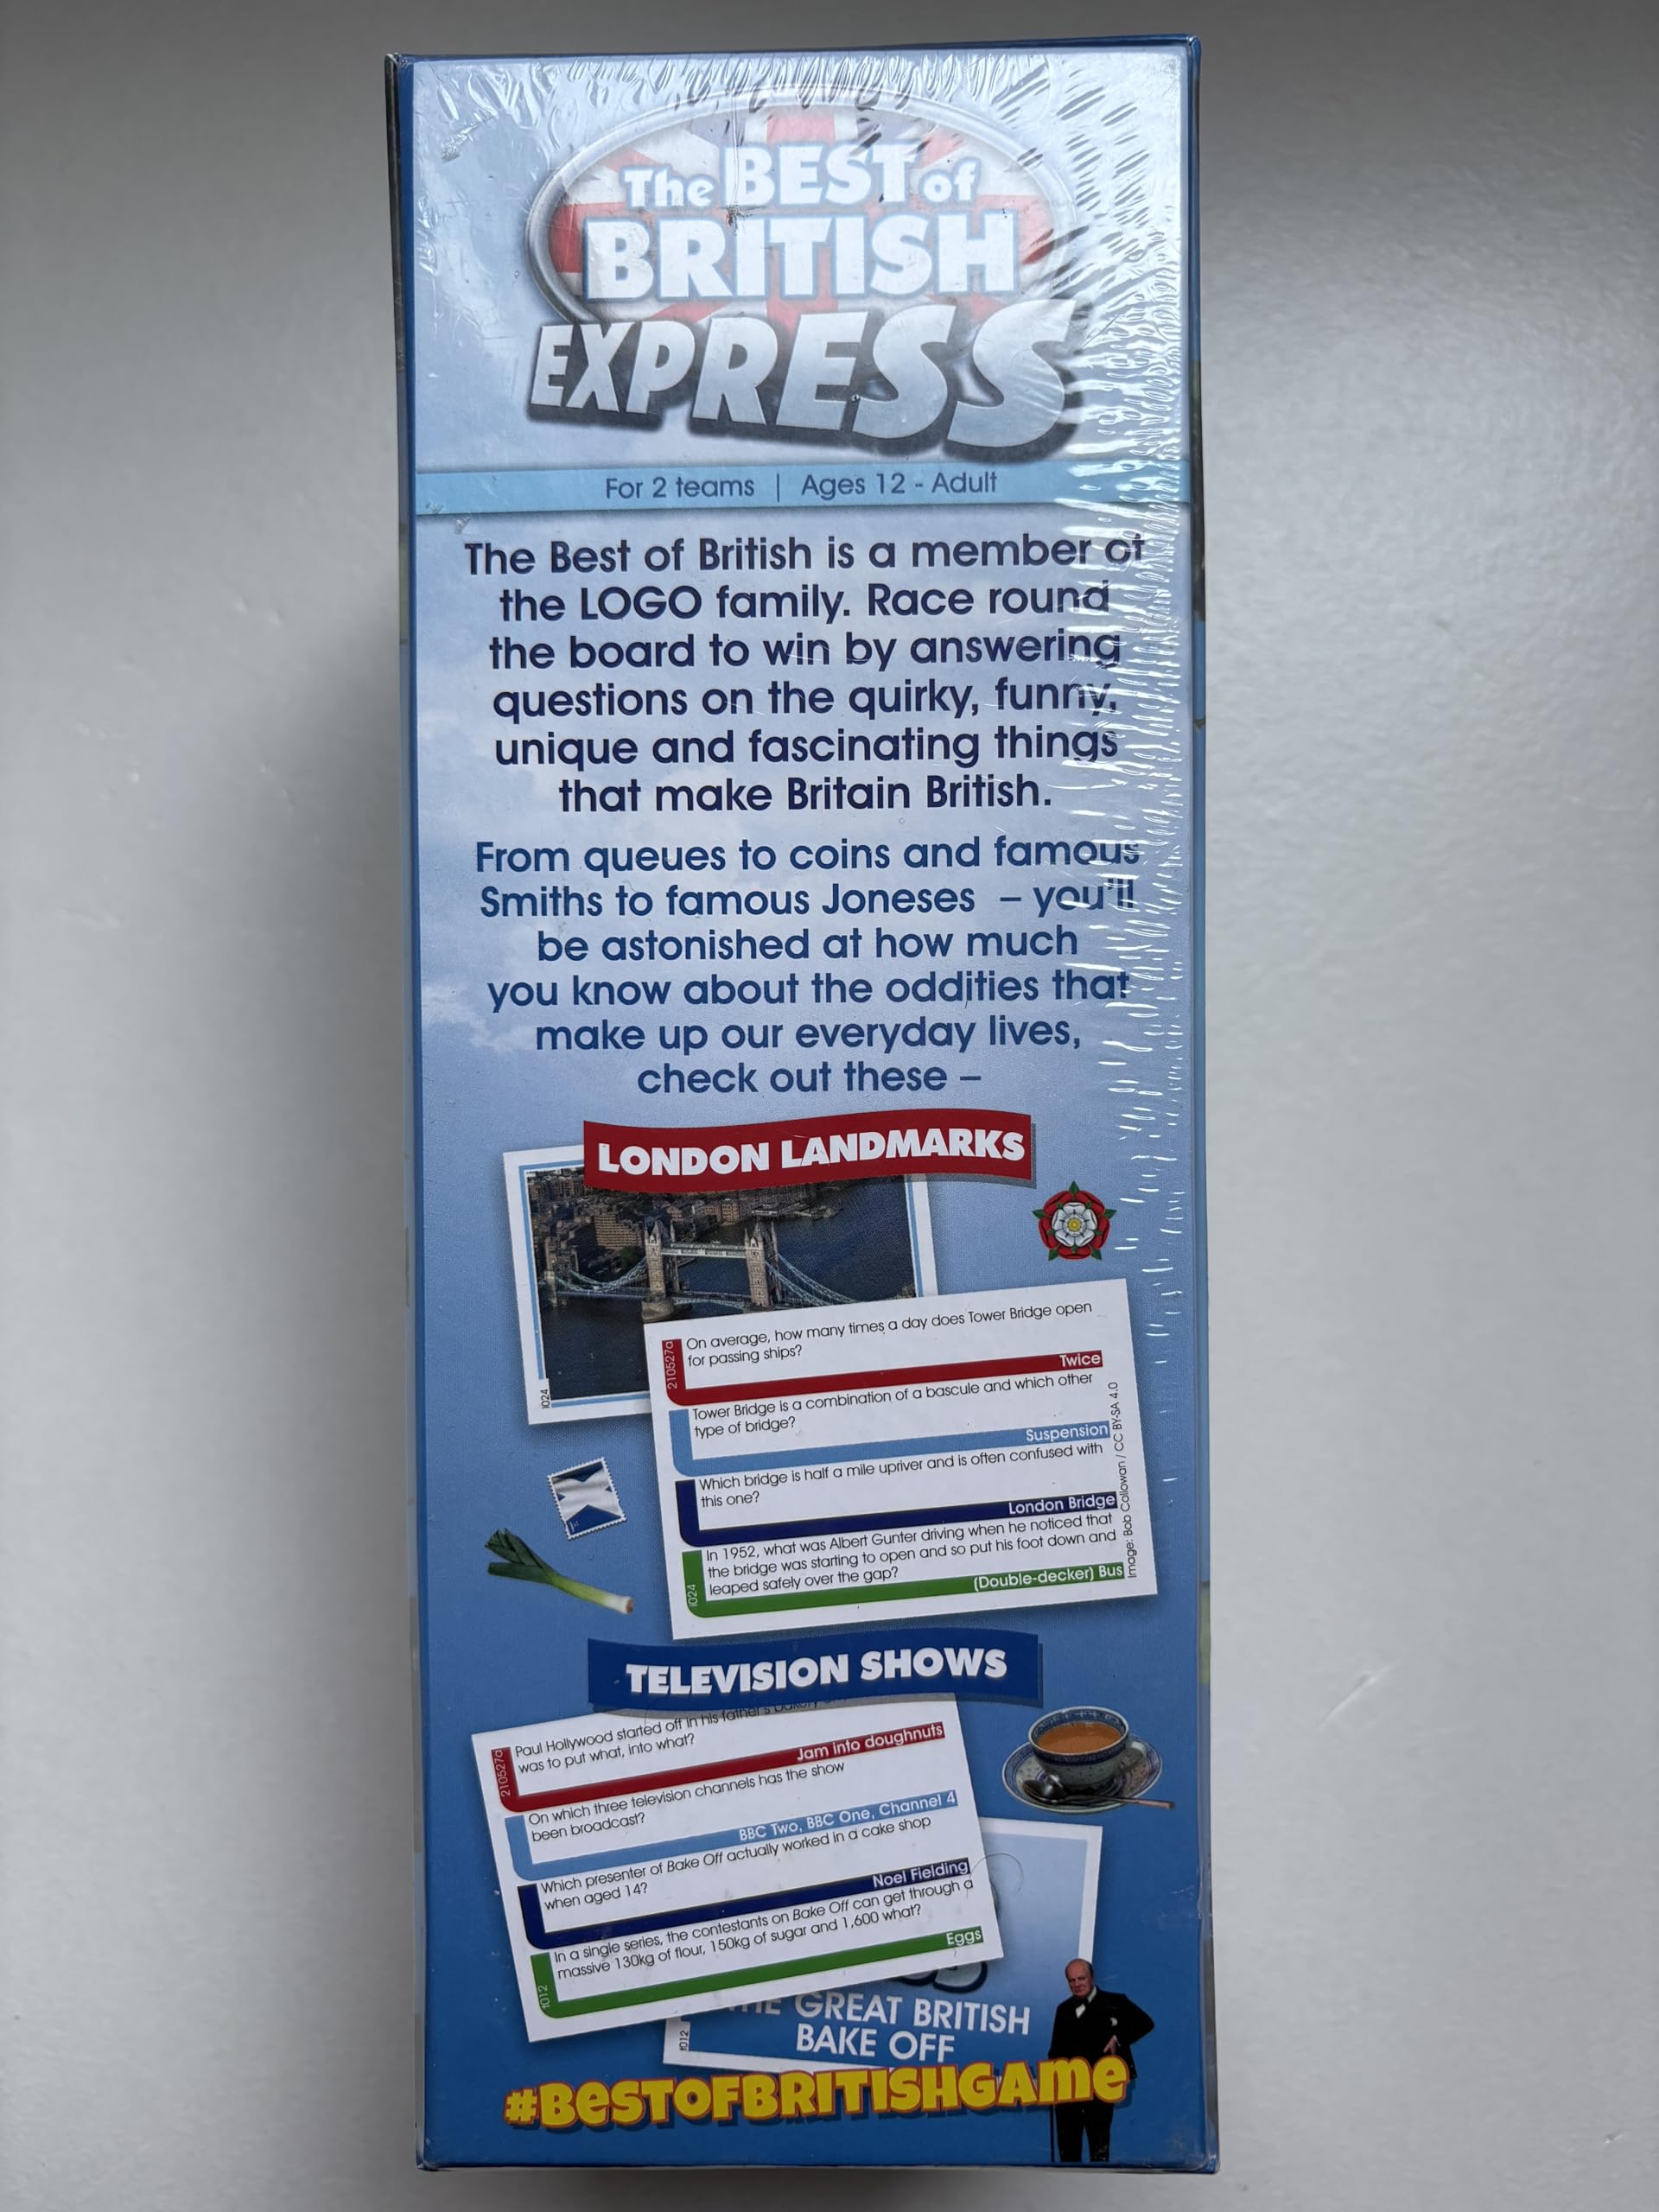 The BEST of
BRITISH
EXPRESS
For 2 teams | Ages 12 - Adult
The Best of British is a member of
the LOGO family. Race round
the board to win by answering
questions on the quirky, funny,
unique and fascinating things
that make Britain British.
From queues to coins and famous
Smiths to famous Joneses – you'll
be astonished at how much
you know about the oddities that
make up our everyday lives,
check out these –
LONDON LANDMARKS
1024
210527a
On average, how many times a day does Tower Bridge open
for passing ships?
Twice
Tower Bridge is a combination of a bascule and which other
type of bridge?
Suspension
Which bridge is half a mile upriver and is often confused with
this one?
London Bridge
In 1952, what was Albert Gunter driving when he noticed that
the bridge was starting to open and so put his foot down and
leaped safely over the gap?
(Double-decker) Bus
1024
Image: Bob Collowan / CC BY-SA 4.0
1st
TELEVISION SHOWS
210527a
Paul Hollywood started off in his father's bakery
was to put what, into what?
Jam into doughnuts
On which three television channels has the show
been broadcast?
BBC Two, BBC One, Channel 4
Which presenter of Bake Off actually worked in a cake shop
when aged 14?
Noel Fielding
In a single series, the contestants on Bake Off can get through a
massive 130kg of flour, 150kg of sugar and 1,600 what?
Eggs
1012
1012
THE GREAT BRITISH
BAKE OFF
#BESTOFBRITISHGAME